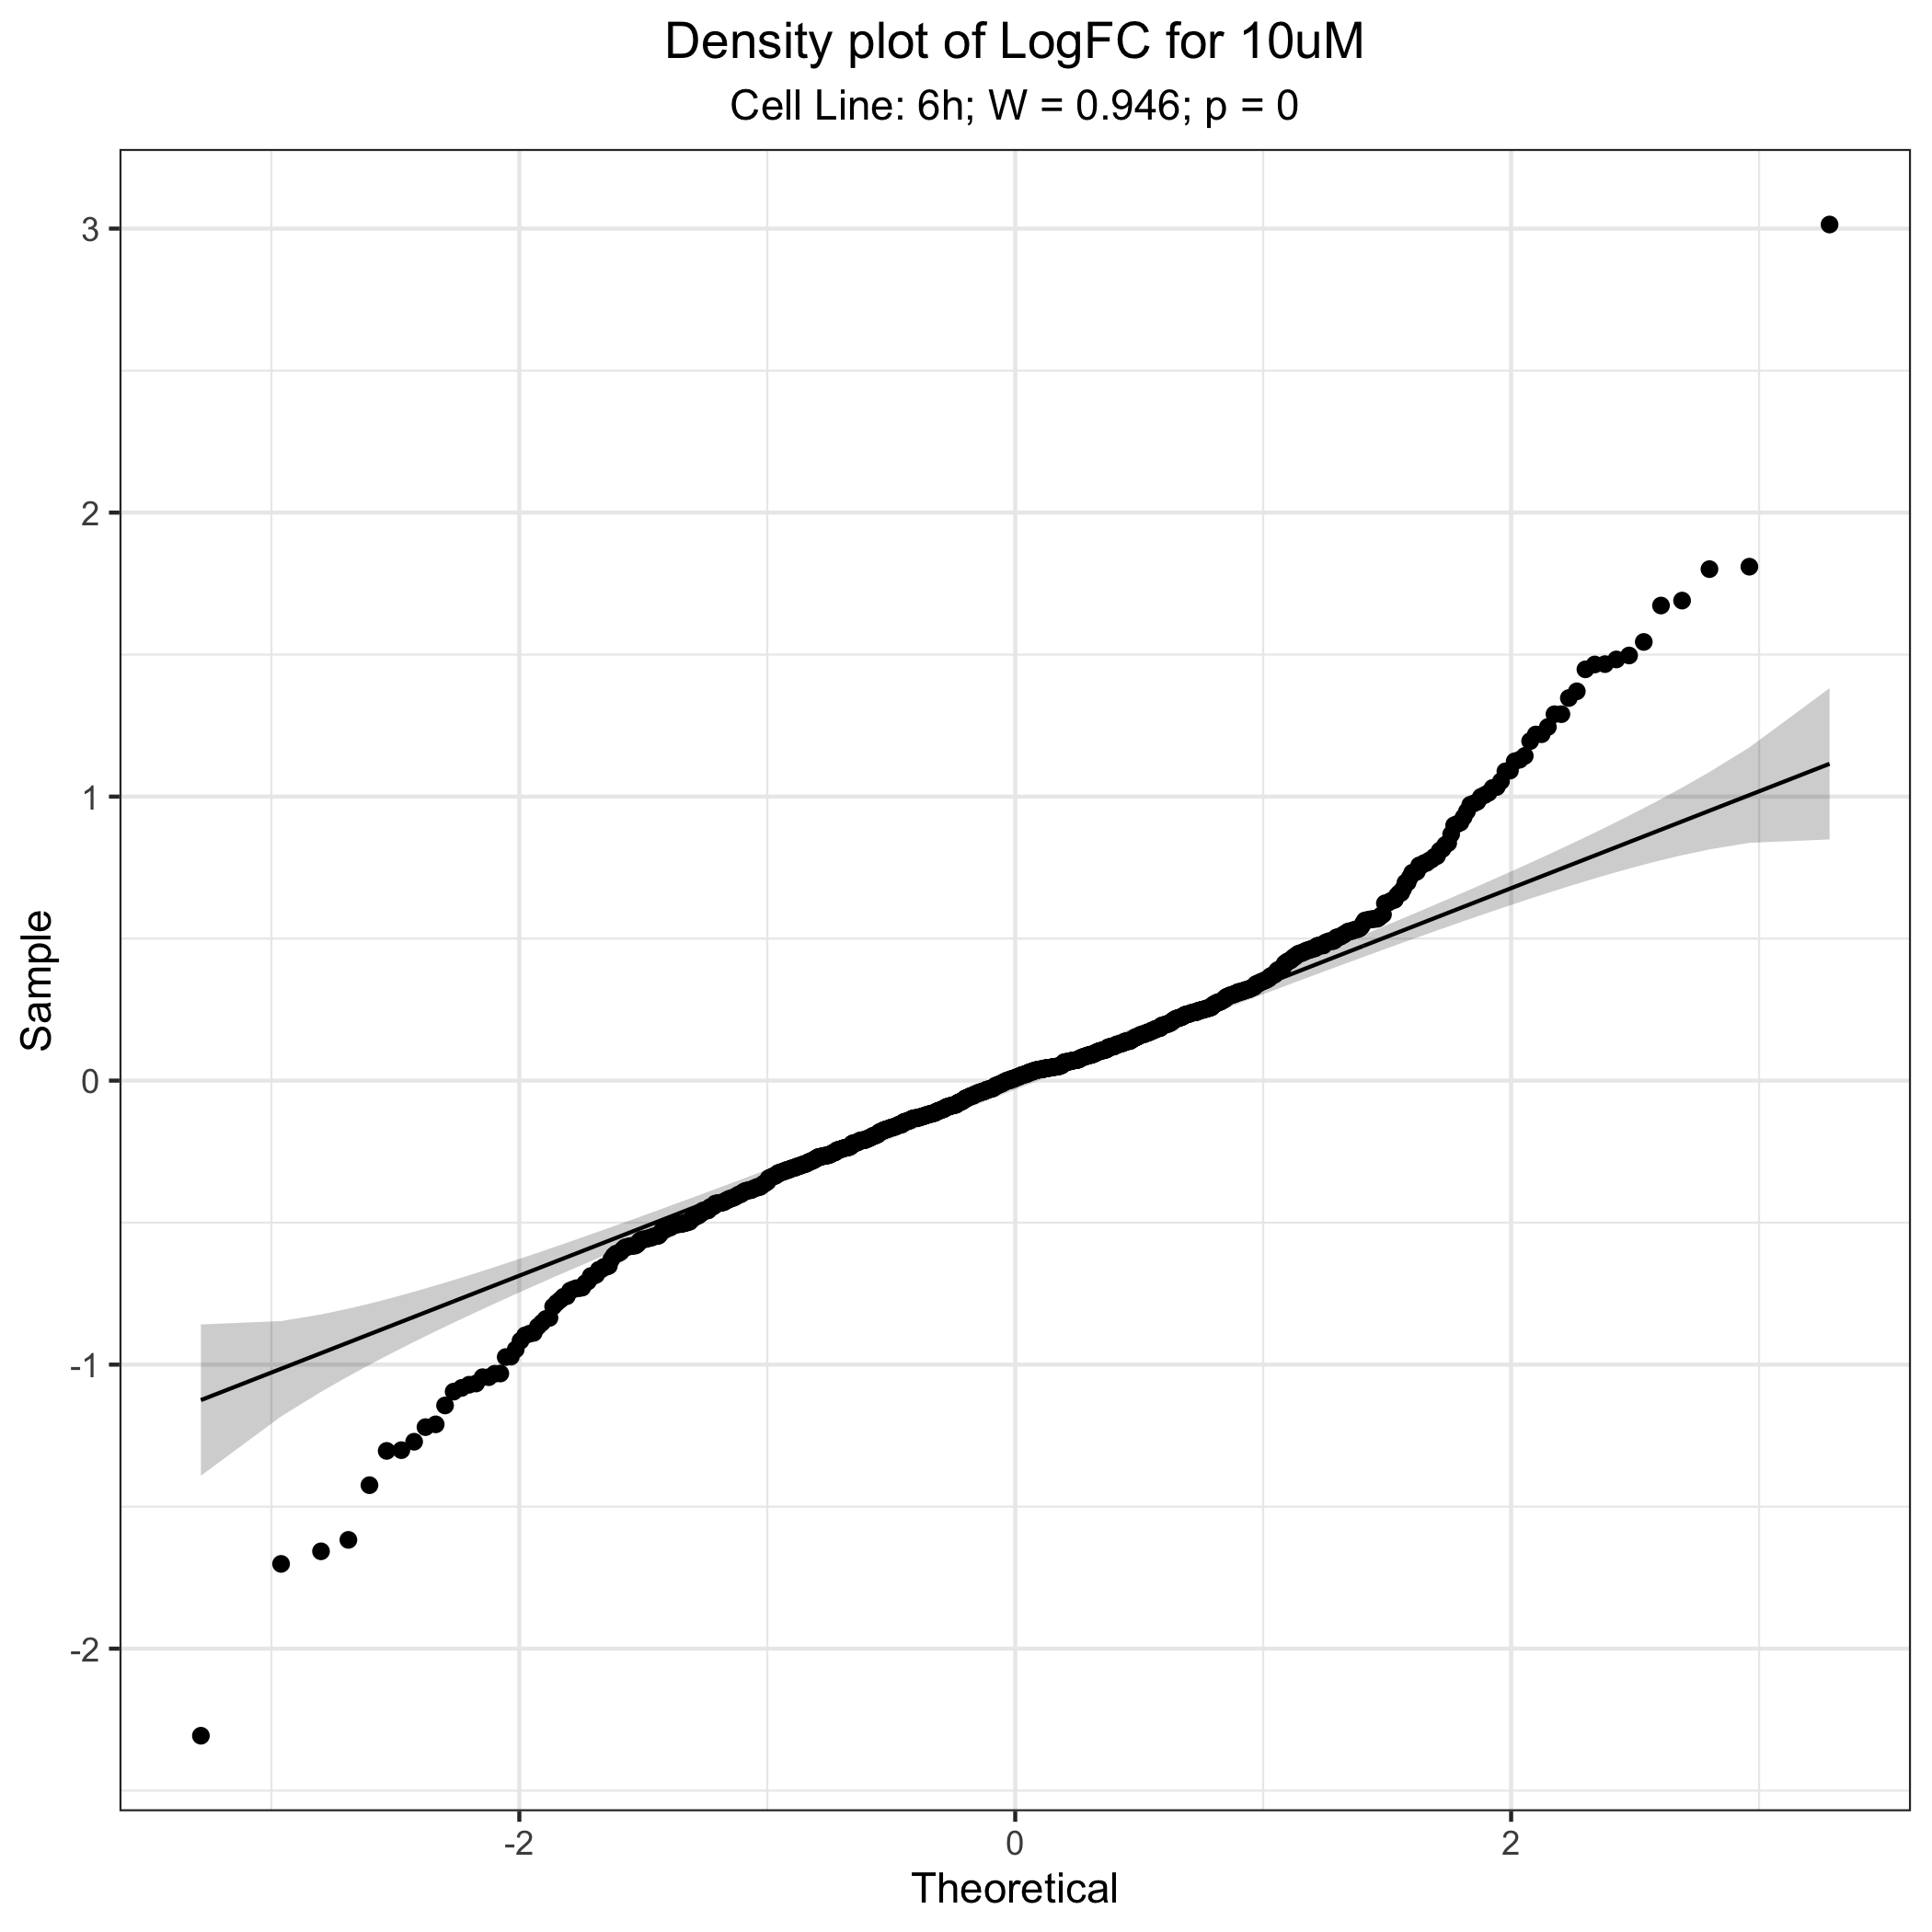 Density plot of LogFC for 10uM
Cell Line: 6h; W = 0.946; p = 0
3
2
1
0
-1
-2
Sample
-2
0
2
Theoretical